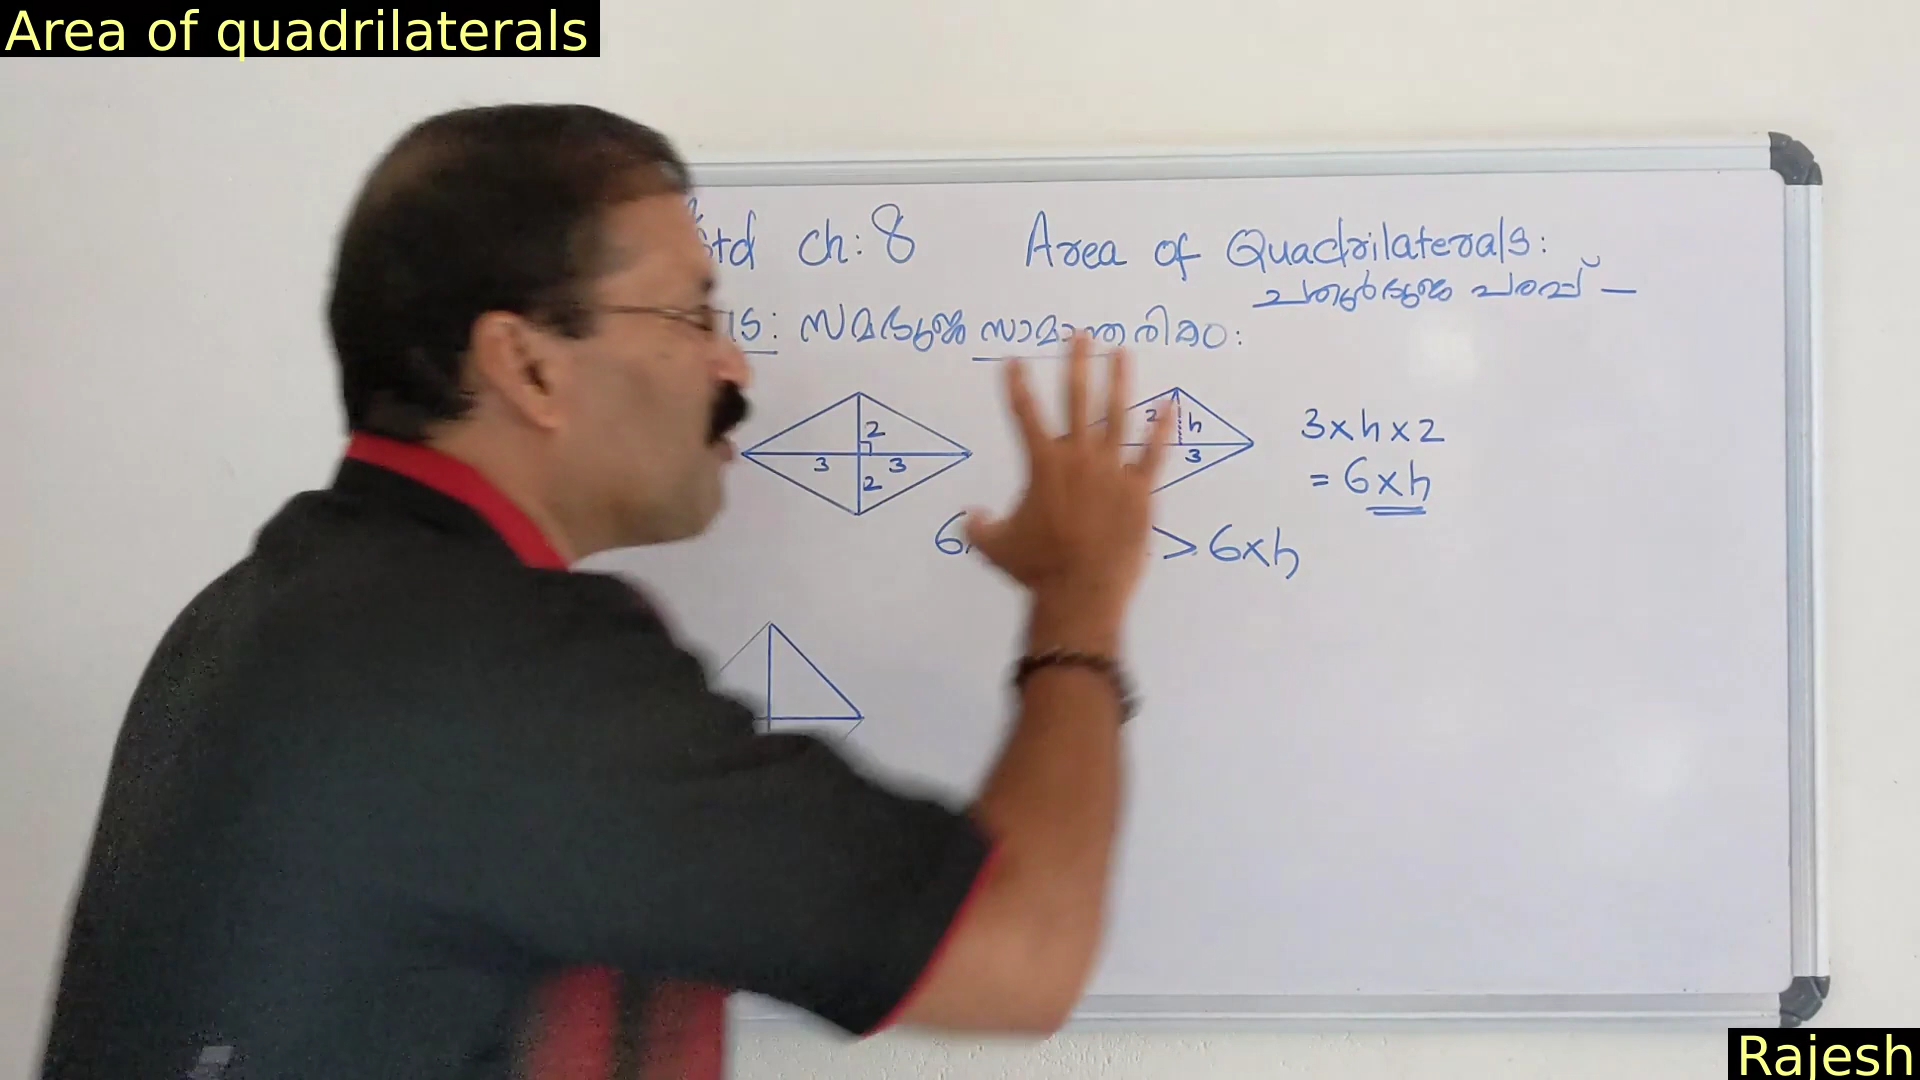 Area of quadrilaterals
std ch: 8 Area of Quadrilaterals:
ചതുർഭുജ പരപ്പ് —
സമഭുജ സാമാന്തരികം:
2
3 3
2
2 h
3
3 x h x 2
= 6 x h
> 6 x h
Rajesh